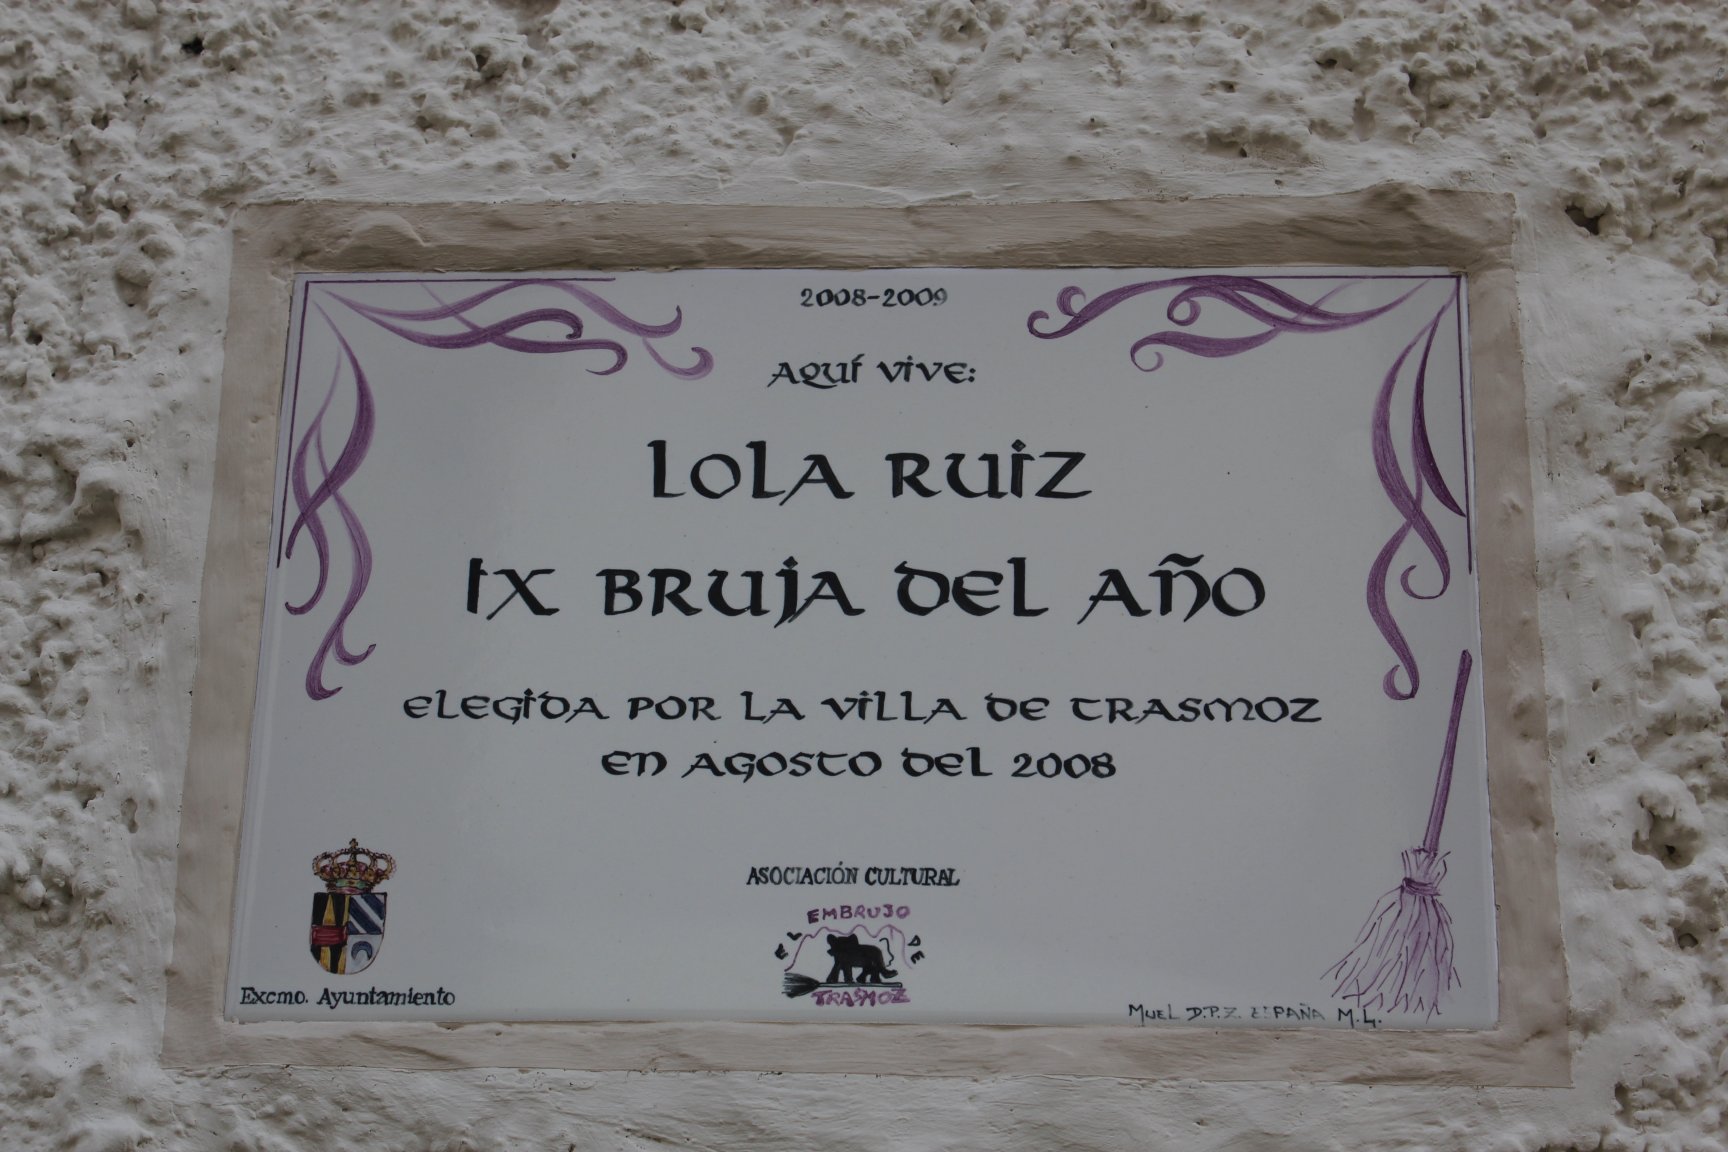 2008-2009
AQUÍ VIVE:
LOLA RUIZ
IX BRUJA DEL AÑO
ELEGIDA POR LA VILLA DE TRASMOZ
EN AGOSTO DEL 2008
ASOCIACIÓN CULTURAL
EL EMBRUJO DE
TRASMOZ
Excmo. Ayuntamiento
MUEL D.P.Z. ESPAÑA M.G.